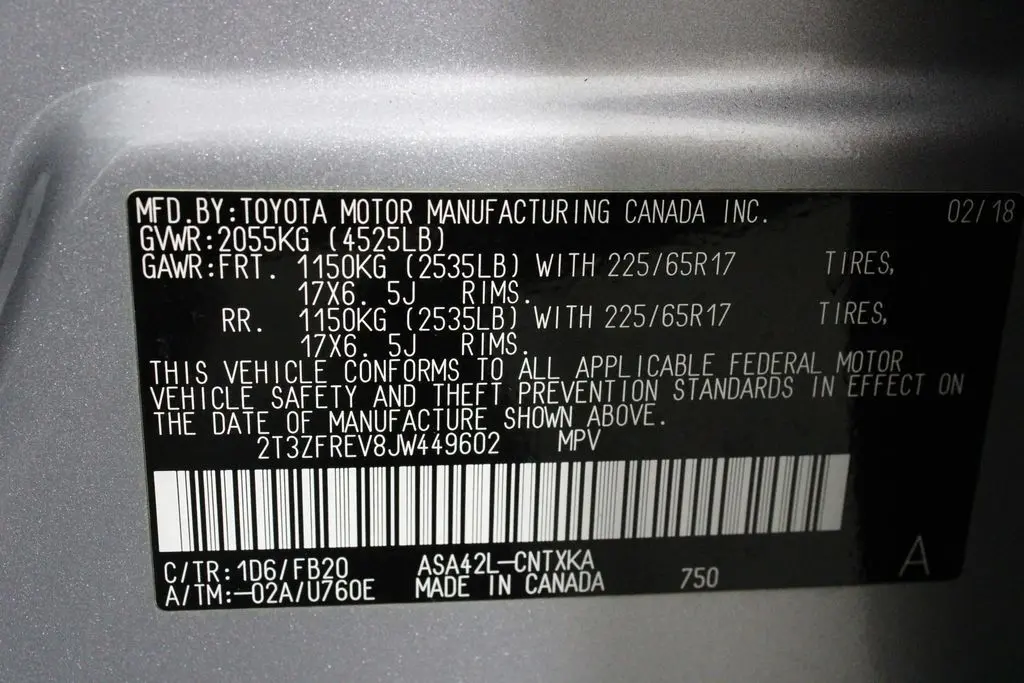 MFD.BY:TOYOTA MOTOR MANUFACTURING CANADA INC. 02/18
GVWR:2055KG (4525LB)
GAWR:FRT. 1150KG (2535LB) WITH 225/65R17 TIRES,
17X6. 5J RIMS.
RR. 1150KG (2535LB) WITH 225/65R17 TIRES,
17X6. 5J RIMS.
THIS VEHICLE CONFORMS TO ALL APPLICABLE FEDERAL MOTOR
VEHICLE SAFETY AND THEFT PREVENTION STANDARDS IN EFFECT ON
THE DATE OF MANUFACTURE SHOWN ABOVE.
2T3ZFREV8JW449602 MPV
C/TR:1D6/FB20 ASA42L-CNTXKA A
A/TM:-02A/U760E MADE IN CANADA 750